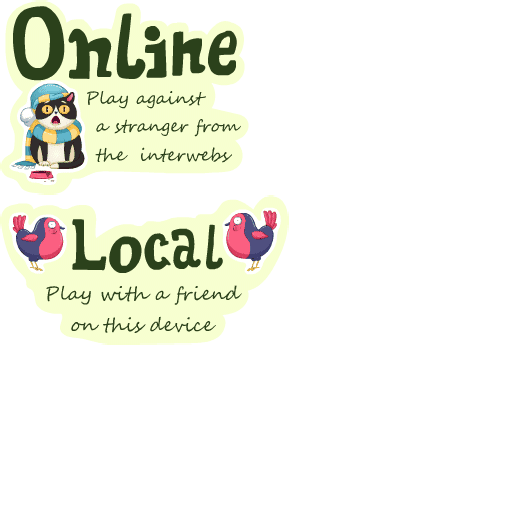 Online
Play against
a stranger from
the interwebs
Local
Play with a friend
on this device